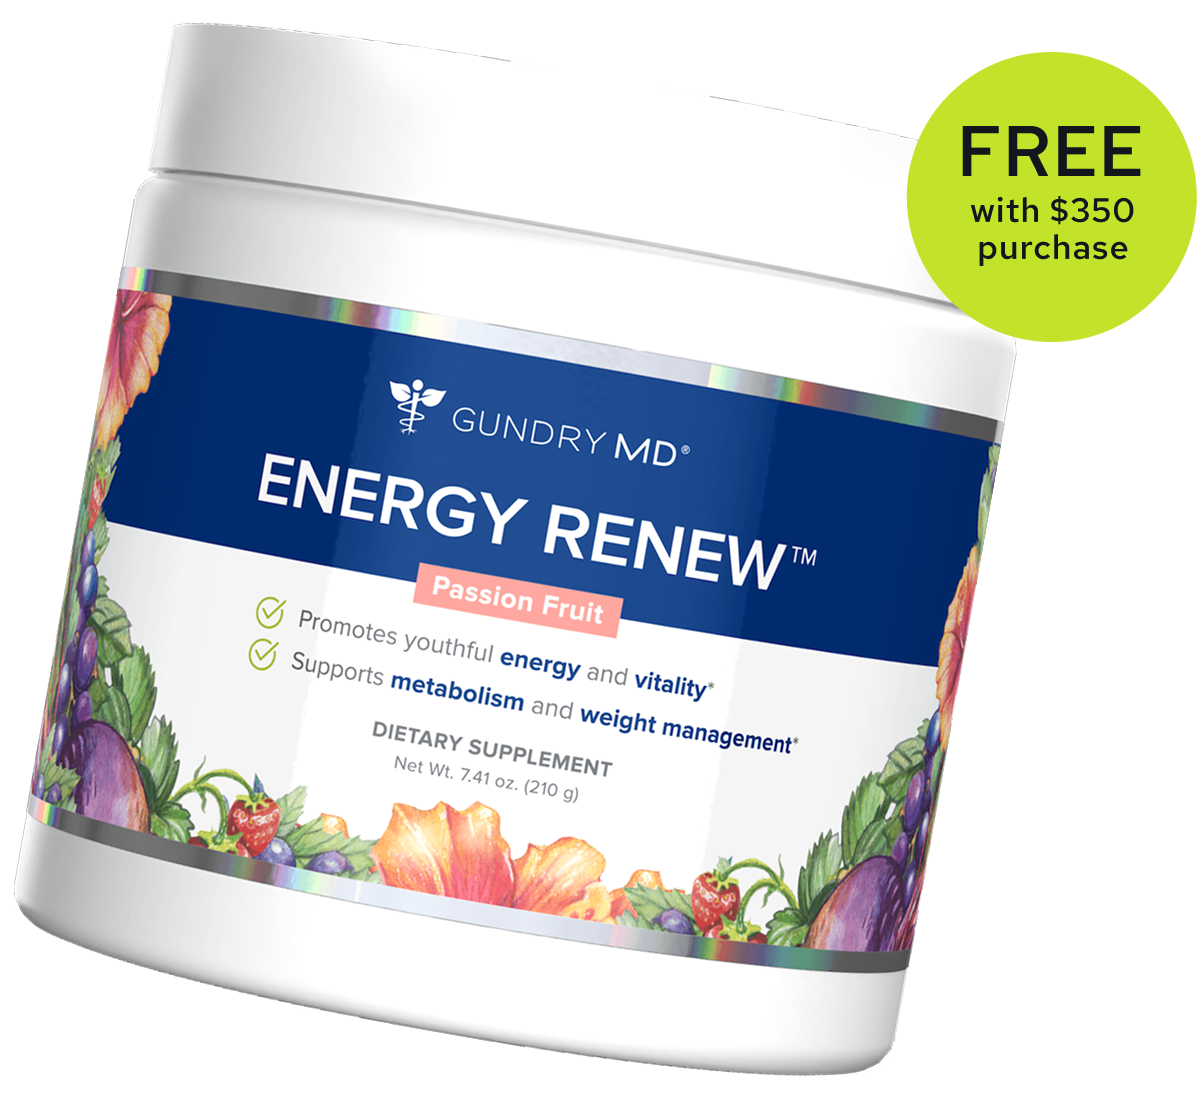 FREE
with $350
purchase
GUNDRY MD®
ENERGY RENEW™
Passion Fruit
Promotes youthful energy and vitality*
Supports metabolism and weight management*
DIETARY SUPPLEMENT
Net Wt. 7.41 oz. (210 g)